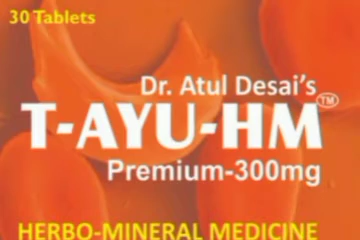 30 Tablets
Dr. Atul Desai's
T-AYU-HM™
Premium-300mg
HERBO-MINERAL MEDICINE